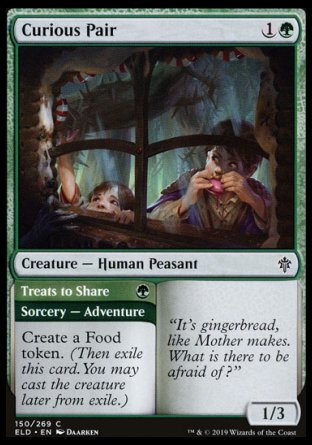 Curious Pair 1
Creature — Human Peasant
Treats to Share
Sorcery — Adventure
Create a Food
token. (Then exile
this card. You may
cast the creature
later from exile.)
“It’s gingerbread,
like Mother makes.
What is there to
be afraid of?”
1/3
150/269 C
ELD • EN Daarken
™ & © 2019 Wizards of the Coast